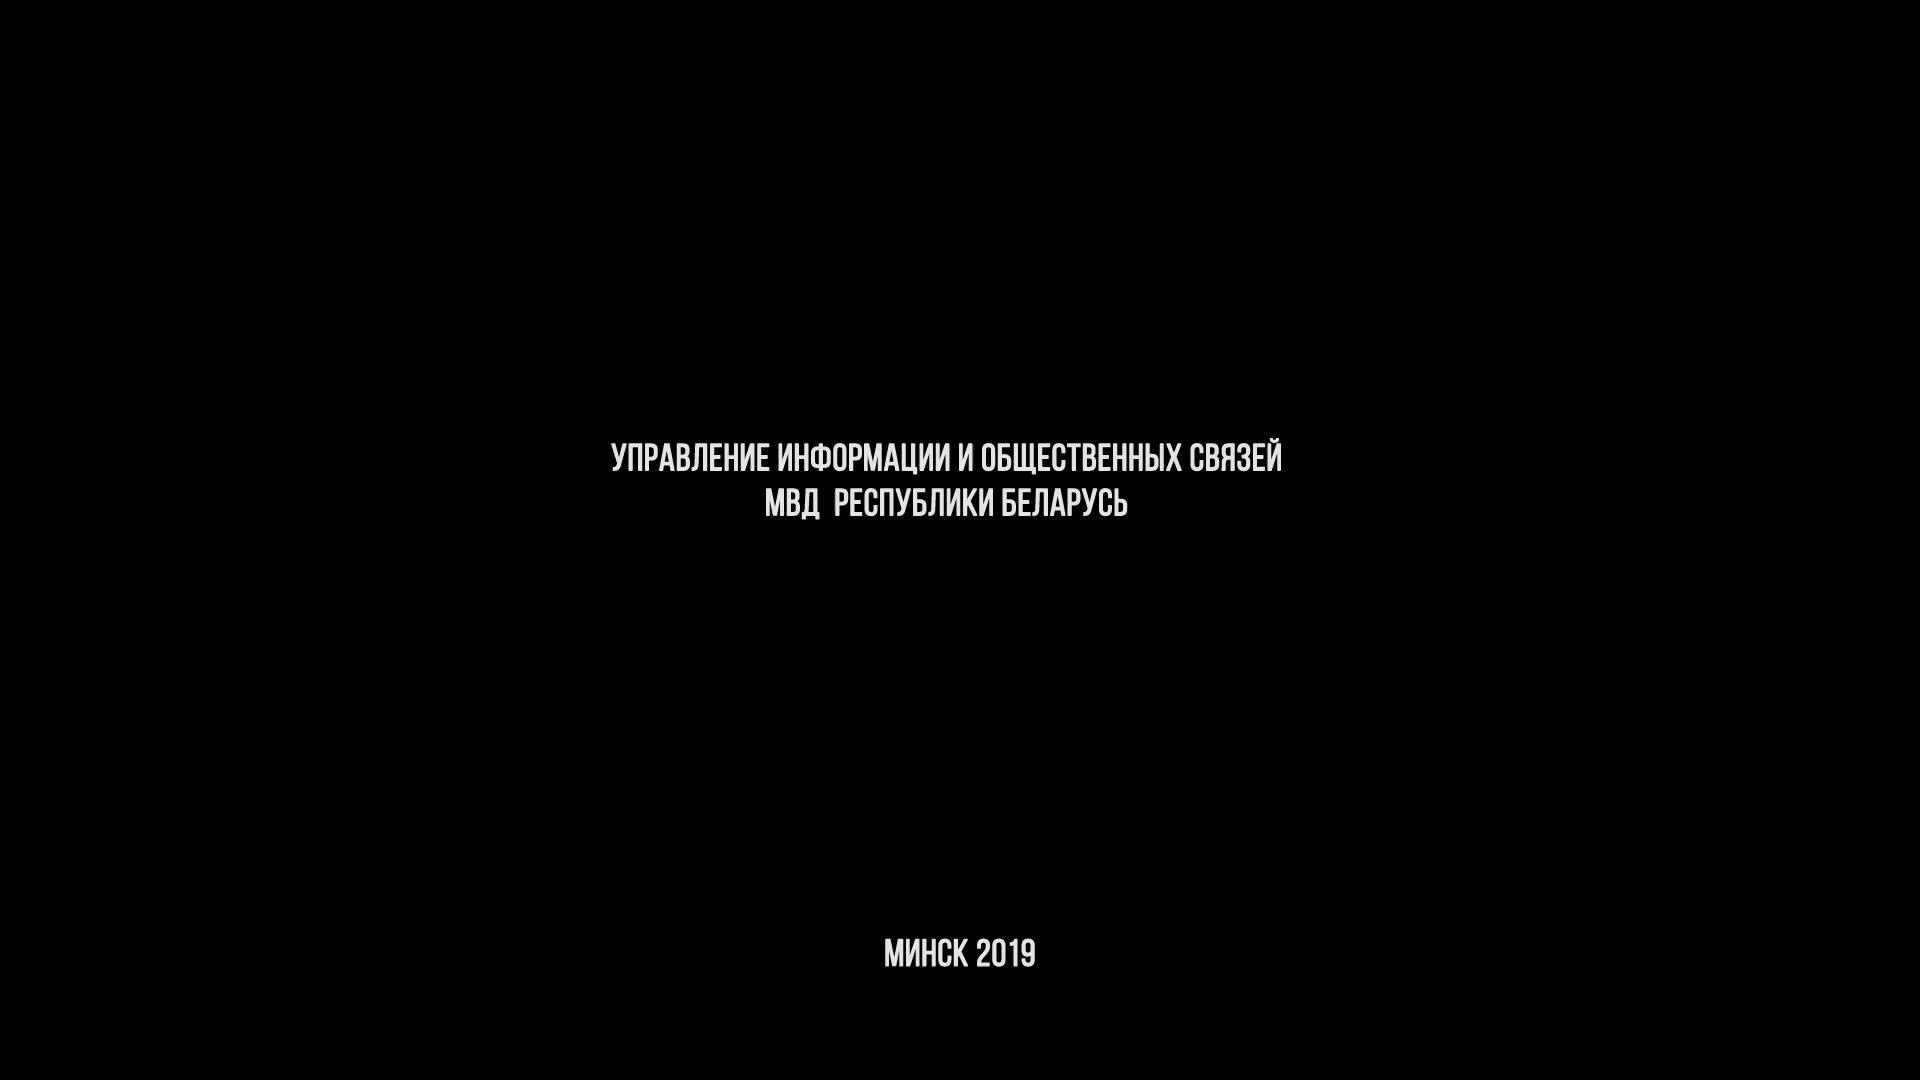 УПРАВЛЕНИЕ ИНФОРМАЦИИ И ОБЩЕСТВЕННЫХ СВЯЗЕЙ
МВД РЕСПУБЛИКИ БЕЛАРУСЬ
МИНСК 2019